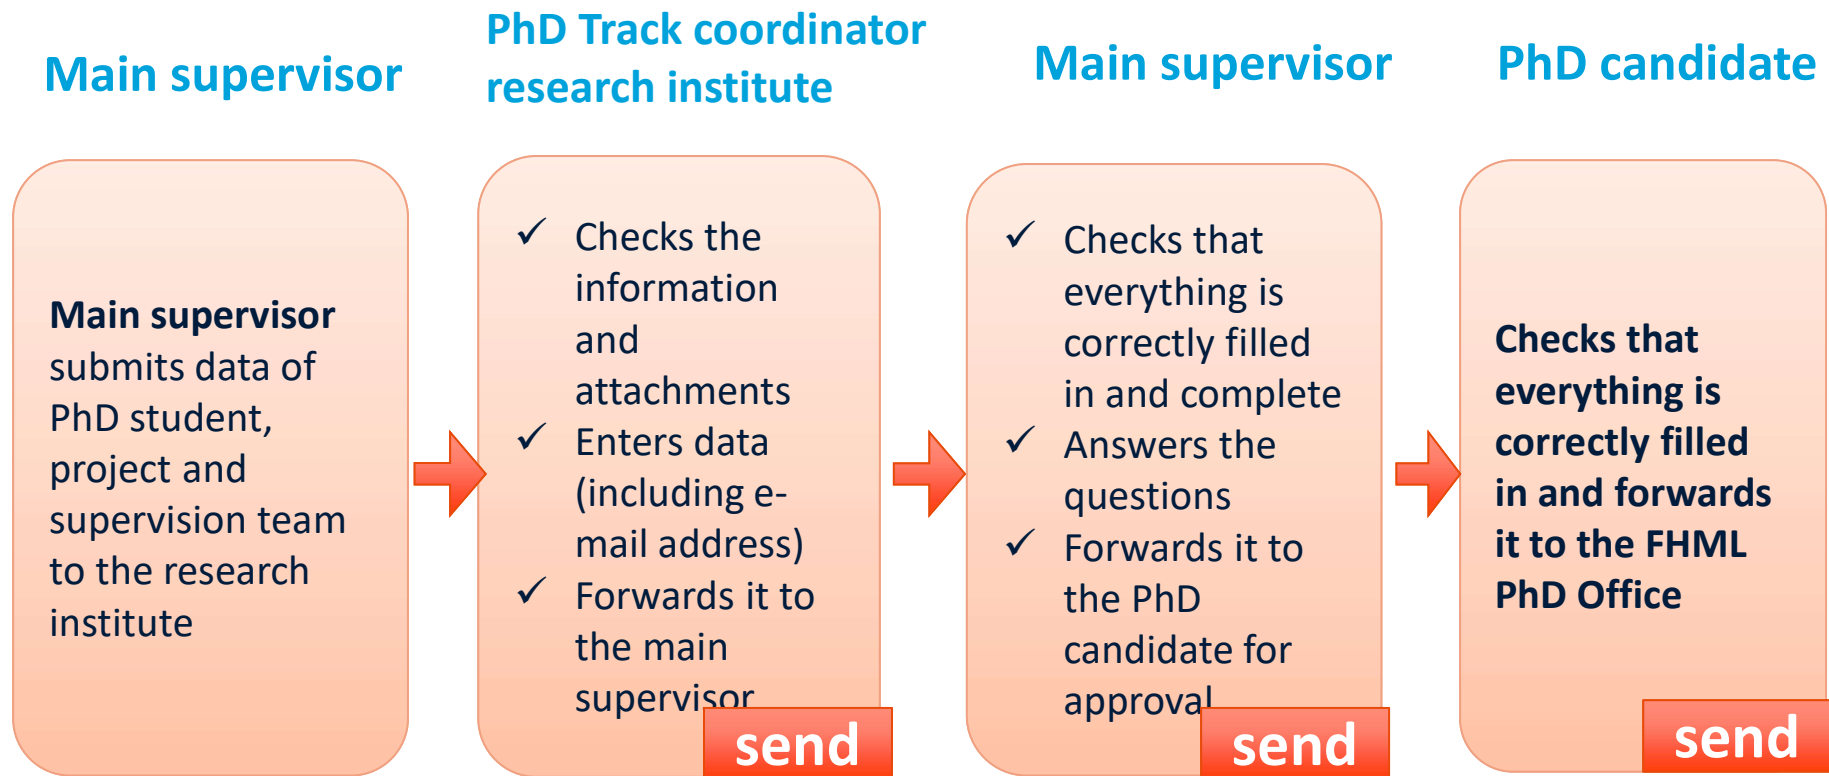 Main supervisor
PhD Track coordinator
research institute
Main supervisor
PhD candidate
Main supervisor
submits data of
PhD student,
project and
supervision team
to the research
institute
✓ Checks the
information
and
attachments
✓ Enters data
(including e-
mail address)
✓ Forwards it to
the main
supervisor
send
✓ Checks that
everything is
correctly filled
in and complete
✓ Answers the
questions
✓ Forwards it to
the PhD
candidate for
approval
send
Checks that
everything is
correctly filled
in and forwards
it to the FHML
PhD Office
send